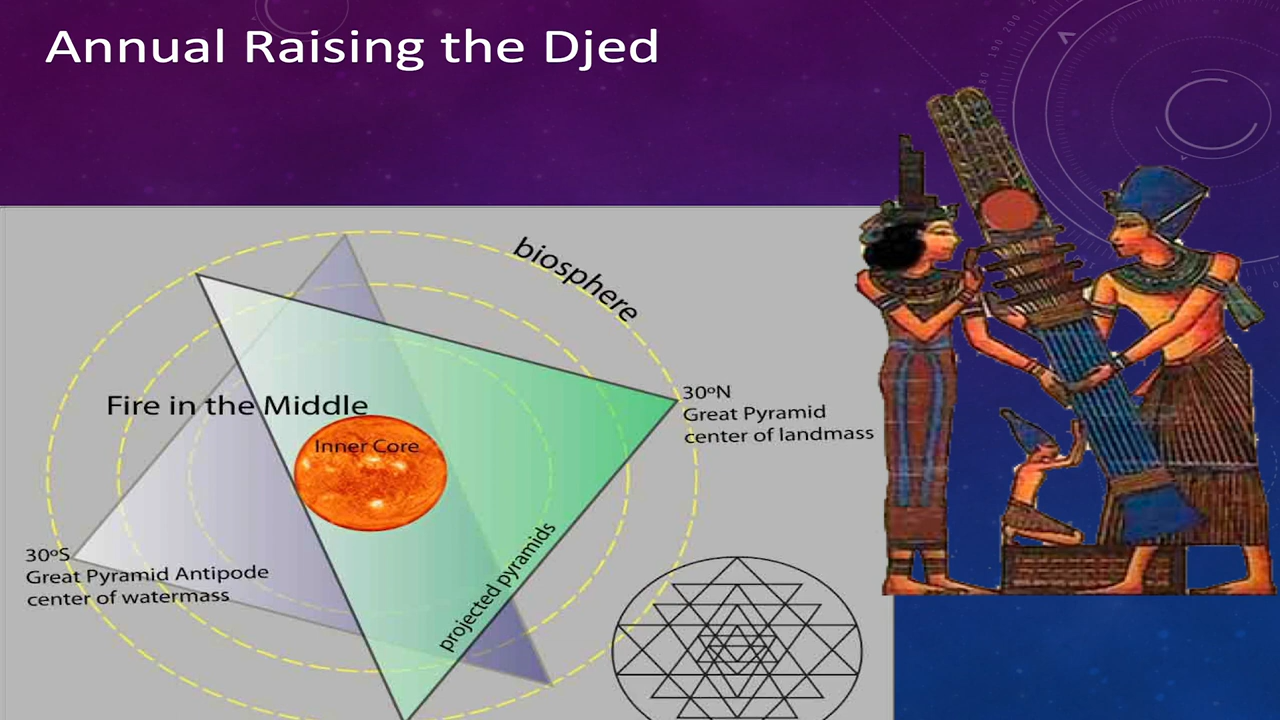 Annual Raising the Djed
biosphere
30ºN
Great Pyramid
center of landmass
Fire in the Middle
Inner Core
30ºS
Great Pyramid Antipode
center of watermass
projected pyramids